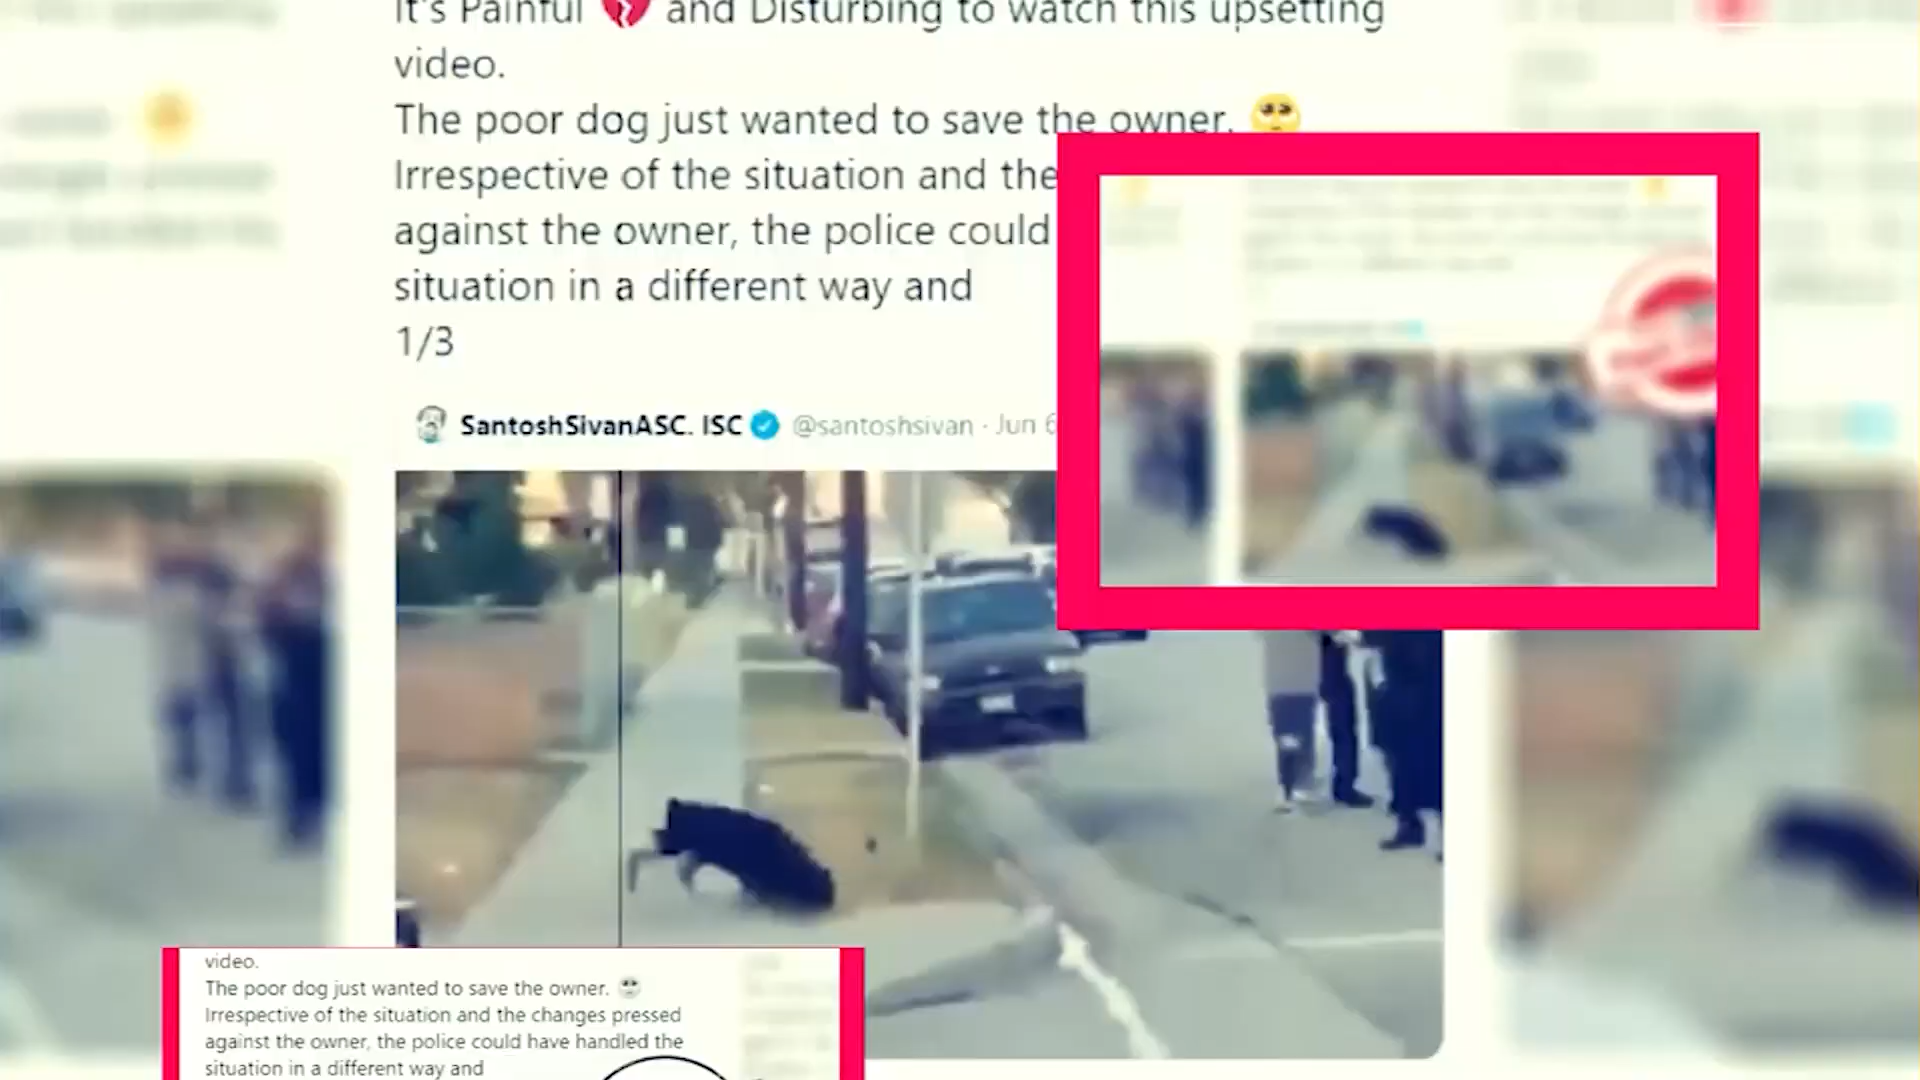 It's Painful 💔 and Disturbing to watch this upsetting
video.
The poor dog just wanted to save the owner. 🥺
Irrespective of the situation and the
against the owner, the police could
situation in a different way and
1/3
SantoshSivanASC. ISC @santoshsivan · Jun 6
video.
The poor dog just wanted to save the owner. 🥺
Irrespective of the situation and the changes pressed
against the owner, the police could have handled the
situation in a different way and